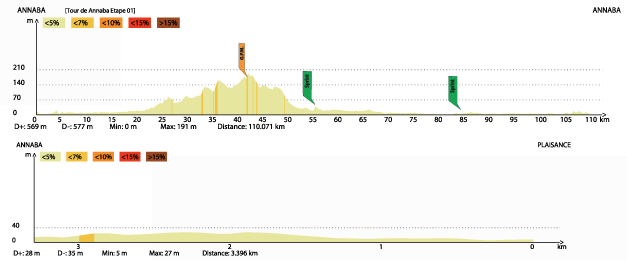 ANNABA [Tour de Annaba Etape 01] ANNABA
m <5% <7% <10% <15% >15%
G.P.M.
210
Sprint Sprint
140
70
0
0 5 10 15 20 25 30 35 40 45 50 55 60 65 70 75 80 85 90 95 100 105 110 km
D+: 569 m D-: 577 m Min: 0 m Max: 191 m Distance: 110.071 km
ANNABA PLAISANCE
m <5% <7% <10% <15% >15%
40
0
3 2 1 0 km
D+: 28 m D-: 35 m Min: 5 m Max: 27 m Distance: 3.396 km